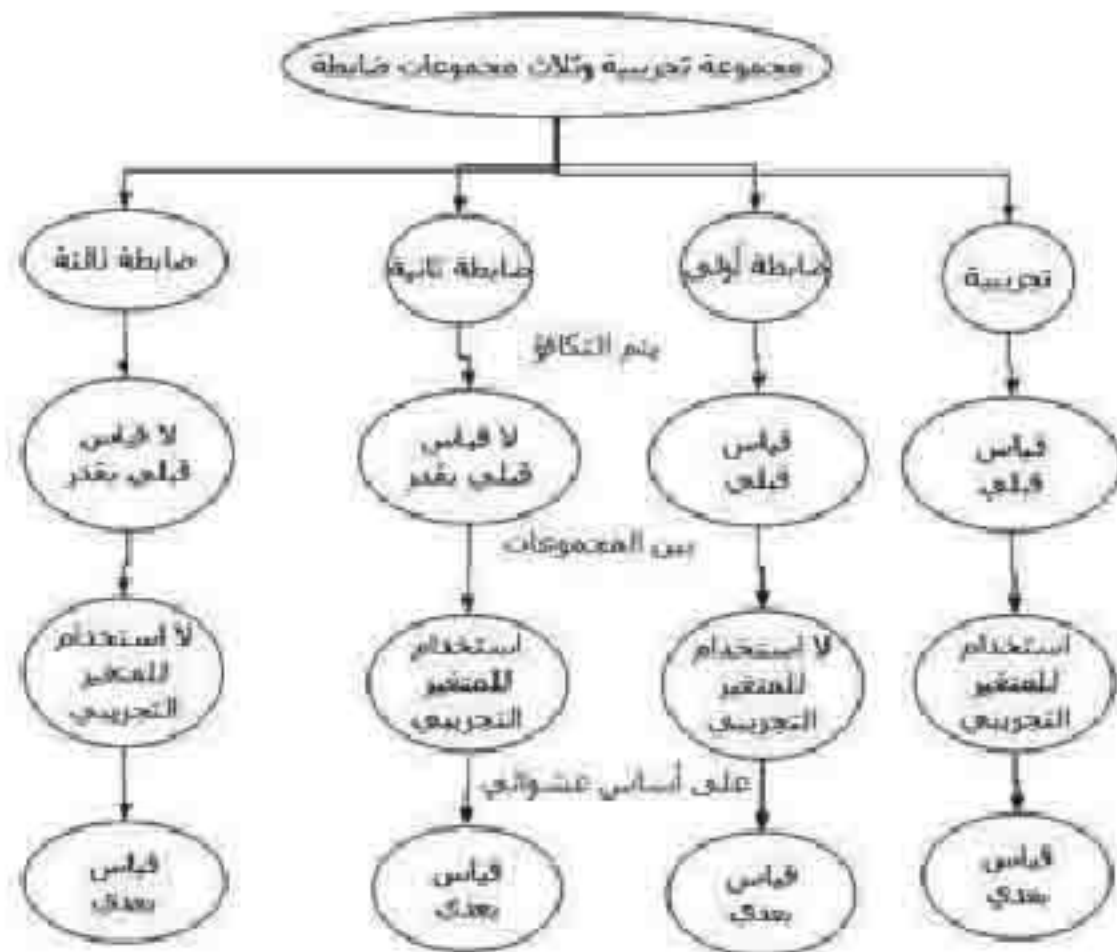 مجموعة تجريبية وثلاث مجموعات ضابطة
تجريبية
ضابطة أولى
ضابطة ثانية
ضابطة ثالثة
يتم التكافؤ
قياس
قبلي
قياس
قبلي
لا قياس
قبلي بقدر
لا قياس
قبلي بقدر
بين المجموعات
استخدام
للمتغير
التجريبي
لا استخدام
للمتغير
التجريبي
استخدام
للمتغير
التجريبي
لا استخدام
للمتغير
التجريبي
على أساس عشوائي
قياس
بعدي
قياس
بعدي
قياس
بعدي
قياس
بعدي